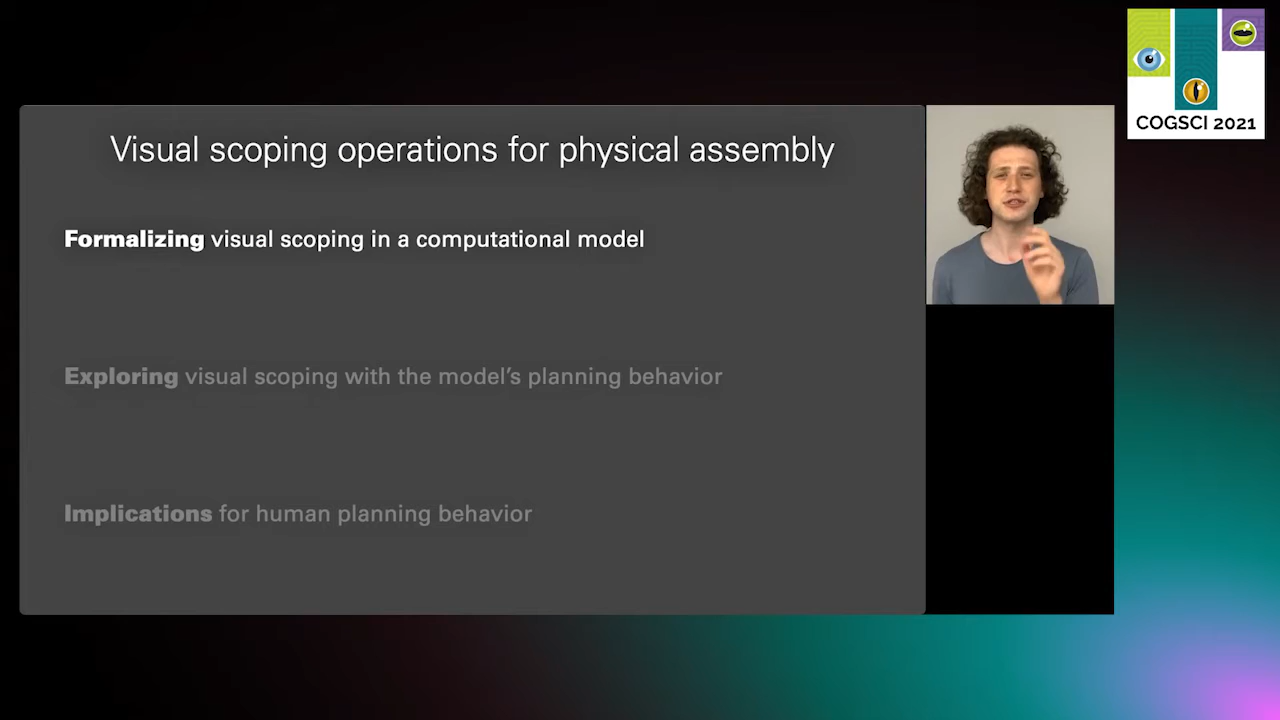 COGSCI 2021
Visual scoping operations for physical assembly
Formalizing visual scoping in a computational model
Exploring visual scoping with the model’s planning behavior
Implications for human planning behavior